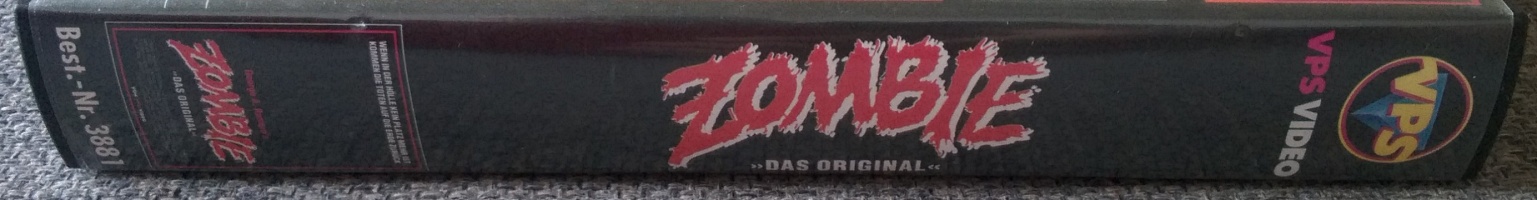 Best.-Nr. 3881
WENN IN DER HÖLLE KEIN PLATZ MEHR IST
KOMMEN DIE TOTEN AUF DIE ERDE ZURÜCK
ZOMBIE
»DAS ORIGINAL«
ZOMBIE
»DAS ORIGINAL«
VPS VIDEO
VPS